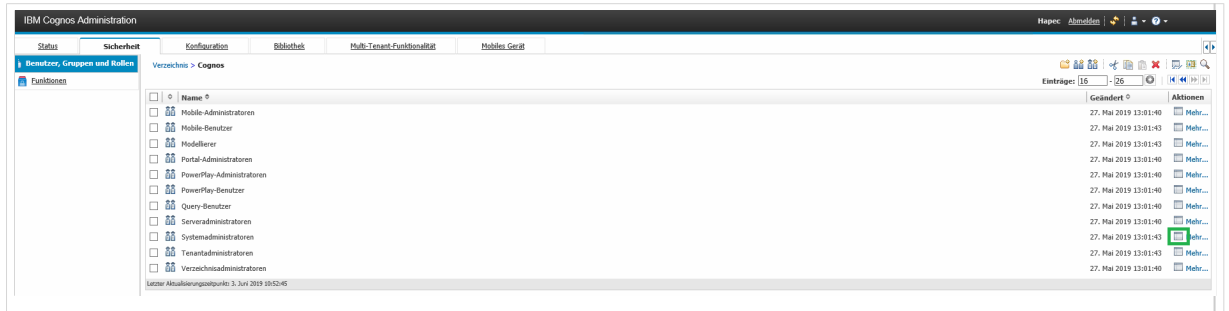 IBM Cognos Administration Hapec Abmelden
Status Sicherheit Konfiguration Bibliothek Multi-Tenant-Funktionalität Mobiles Gerät
Benutzer, Gruppen und Rollen
Funktionen
Verzeichnis > Cognos
Einträge: 16 - 26
Name Geändert Aktionen
Mobile-Administratoren 27. Mai 2019 13:01:40 Mehr...
Mobile-Benutzer 27. Mai 2019 13:01:43 Mehr...
Modellierer 27. Mai 2019 13:01:43 Mehr...
Portal-Administratoren 27. Mai 2019 13:01:40 Mehr...
PowerPlay-Administratoren 27. Mai 2019 13:01:40 Mehr...
PowerPlay-Benutzer 27. Mai 2019 13:01:40 Mehr...
Query-Benutzer 27. Mai 2019 13:01:40 Mehr...
Serveradministratoren 27. Mai 2019 13:01:40 Mehr...
Systemadministratoren 27. Mai 2019 13:01:43 Mehr...
Tenantadministratoren 27. Mai 2019 13:01:43 Mehr...
Verzeichnisadministratoren 27. Mai 2019 13:01:40 Mehr...
Letzter Aktualisierungszeitpunkt: 3. Juni 2019 10:52:45